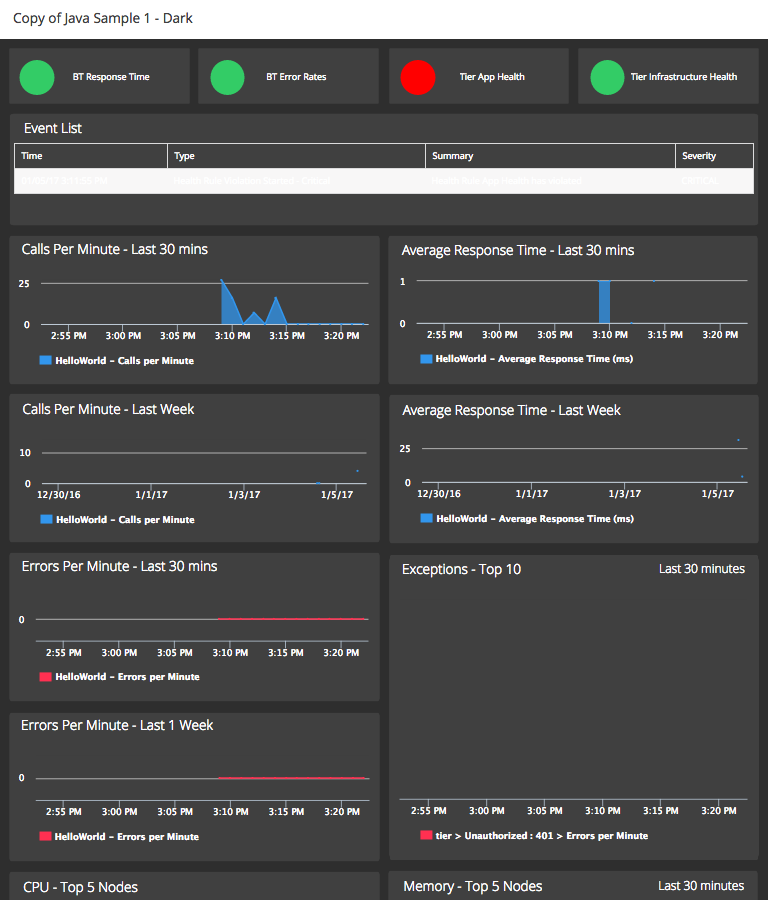 Copy of Java Sample 1 - Dark
BT Response Time
BT Error Rates
Tier App Health
Tier Infrastructure Health
Event List
Time Type Summary Severity
Calls Per Minute - Last 30 mins
25
0
2:55 PM 3:00 PM 3:05 PM 3:10 PM 3:15 PM 3:20 PM
HelloWorld - Calls per Minute
Average Response Time - Last 30 mins
1
0
2:55 PM 3:00 PM 3:05 PM 3:10 PM 3:15 PM 3:20 PM
HelloWorld - Average Response Time (ms)
Calls Per Minute - Last Week
10
0
12/30/16 1/1/17 1/3/17 1/5/17
HelloWorld - Calls per Minute
Average Response Time - Last Week
25
0
12/30/16 1/1/17 1/3/17 1/5/17
HelloWorld - Average Response Time (ms)
Errors Per Minute - Last 30 mins
0
2:55 PM 3:00 PM 3:05 PM 3:10 PM 3:15 PM 3:20 PM
HelloWorld - Errors per Minute
Exceptions - Top 10 Last 30 minutes
2:55 PM 3:00 PM 3:05 PM 3:10 PM 3:15 PM 3:20 PM
tier > Unauthorized : 401 > Errors per Minute
Errors Per Minute - Last 1 Week
0
2:55 PM 3:00 PM 3:05 PM 3:10 PM 3:15 PM 3:20 PM
HelloWorld - Errors per Minute
CPU - Top 5 Nodes
Memory - Top 5 Nodes Last 30 minutes